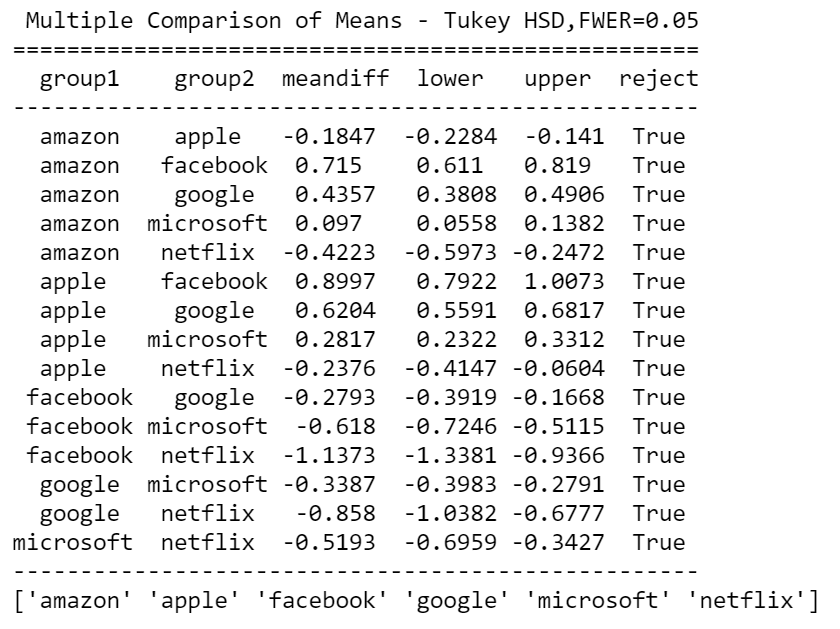 Multiple Comparison of Means - Tukey HSD,FWER=0.05
====================================================
group1 group2 meandiff lower upper reject
----------------------------------------------------
amazon apple -0.1847 -0.2284 -0.141 True
amazon facebook 0.715 0.611 0.819 True
amazon google 0.4357 0.3808 0.4906 True
amazon microsoft 0.097 0.0558 0.1382 True
amazon netflix -0.4223 -0.5973 -0.2472 True
apple facebook 0.8997 0.7922 1.0073 True
apple google 0.6204 0.5591 0.6817 True
apple microsoft 0.2817 0.2322 0.3312 True
apple netflix -0.2376 -0.4147 -0.0604 True
facebook google -0.2793 -0.3919 -0.1668 True
facebook microsoft -0.618 -0.7246 -0.5115 True
facebook netflix -1.1373 -1.3381 -0.9366 True
google microsoft -0.3387 -0.3983 -0.2791 True
google netflix -0.858 -1.0382 -0.6777 True
microsoft netflix -0.5193 -0.6959 -0.3427 True
----------------------------------------------------
['amazon' 'apple' 'facebook' 'google' 'microsoft' 'netflix']